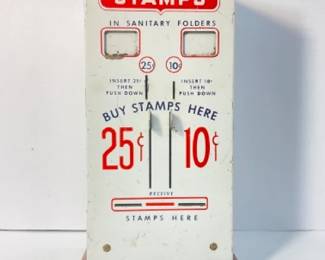 STAMPS
IN SANITARY FOLDERS
25 10¢
INSERT 25¢ INSERT 10¢
THEN THEN
PUSH DOWN PUSH DOWN
BUY STAMPS HERE
25¢ 10¢
RECEIVE
STAMPS HERE